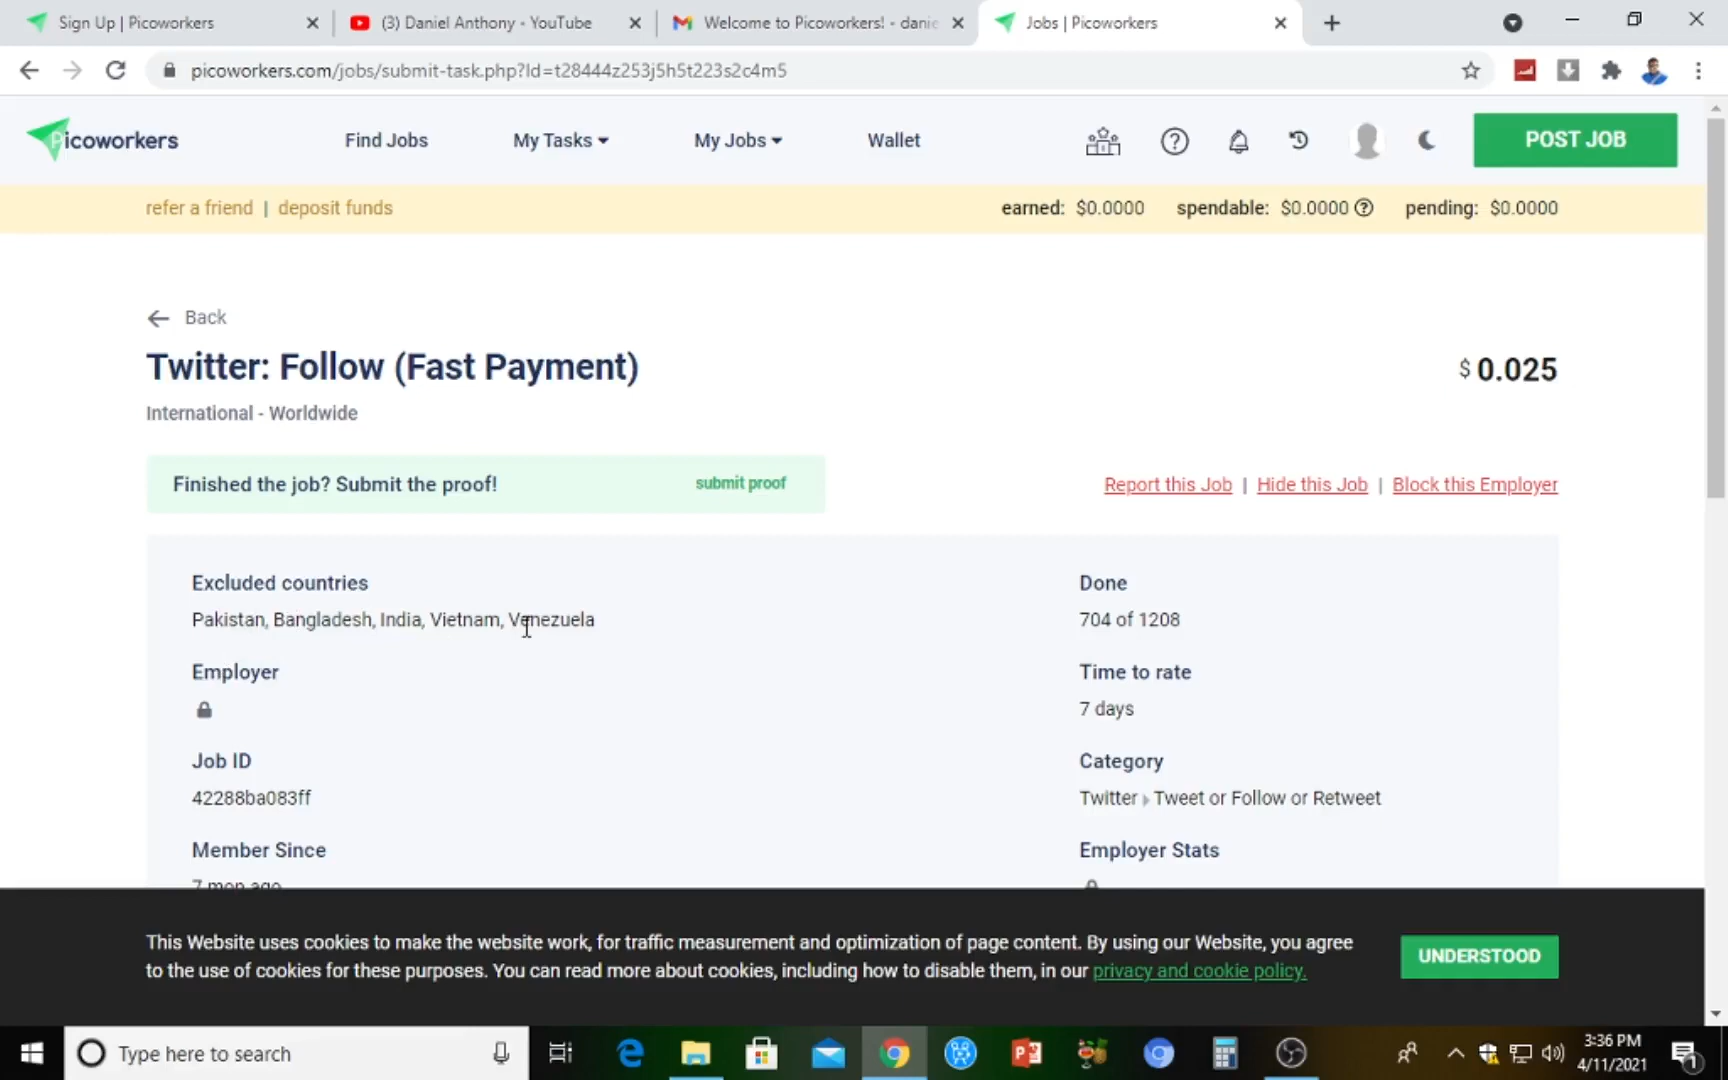 Sign Up | Picoworkers
(3) Daniel Anthony - YouTube
Welcome to Picoworkers! - danie
Jobs | Picoworkers
picoworkers.com/jobs/submit-task.php?Id=t28444z253j5h5t223s2c4m5
Picoworkers
Find Jobs
My Tasks
My Jobs
Wallet
POST JOB
refer a friend | deposit funds
earned: $0.0000 spendable: $0.0000 pending: $0.0000
Back
Twitter: Follow (Fast Payment)
$ 0.025
International - Worldwide
Finished the job? Submit the proof!
submit proof
Report this Job | Hide this Job | Block this Employer
Excluded countries
Done
Pakistan, Bangladesh, India, Vietnam, Venezuela
704 of 1208
Employer
Time to rate
7 days
Job ID
Category
42288ba083ff
Twitter Tweet or Follow or Retweet
Member Since
Employer Stats
7 mon ago
This Website uses cookies to make the website work, for traffic measurement and optimization of page content. By using our Website, you agree
to the use of cookies for these purposes. You can read more about cookies, including how to disable them, in our privacy and cookie policy.
UNDERSTOOD
Type here to search
3:36 PM
4/11/2021
1